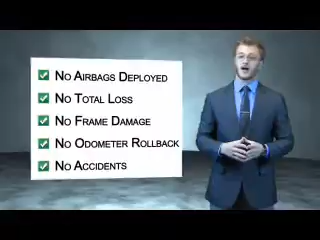 No Airbags Deployed
No Total Loss
No Frame Damage
No Odometer Rollback
No Accidents